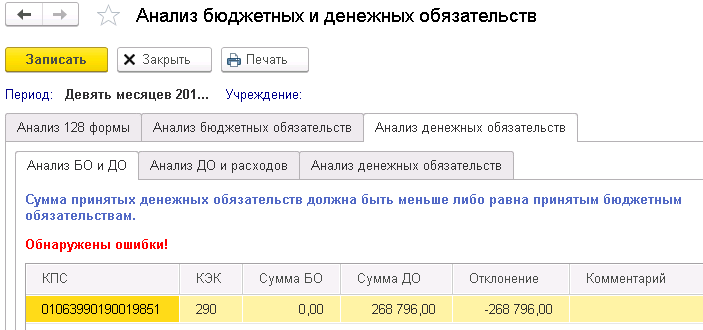 Анализ бюджетных и денежных обязательств
Записать Закрыть Печать
Период: Девять месяцев 201... Учреждение:
Анализ 128 формы Анализ бюджетных обязательств Анализ денежных обязательств
Анализ БО и ДО Анализ ДО и расходов Анализ денежных обязательств
Сумма принятых денежных обязательств должна быть меньше либо равна принятым бюджетным
обязательствам.
Обнаружены ошибки!
КПС КЭК Сумма БО Сумма ДО Отклонение Комментарий
01063990190019851 290 0,00 268 796,00 -268 796,00